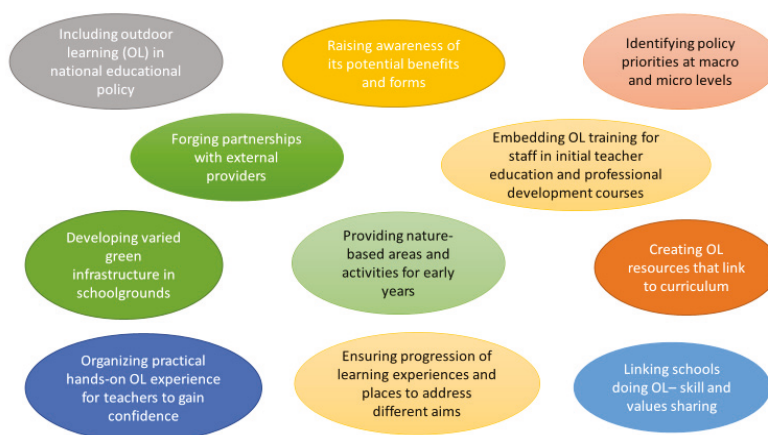 Including outdoor
learning (OL) in
national educational
policy
Raising awareness of
its potential benefits
and forms
Identifying policy
priorities at macro
and micro levels
Forging partnerships
with external
providers
Embedding OL training for
staff in initial teacher
education and professional
development courses
Developing varied
green
infrastructure in
schoolgrounds
Providing nature-
based areas and
activities for early
years
Creating OL
resources that link
to curriculum
Organizing practical
hands-on OL experience
for teachers to gain
confidence
Ensuring progression of
learning experiences and
places to address
different aims
Linking schools
doing OL– skill and
values sharing